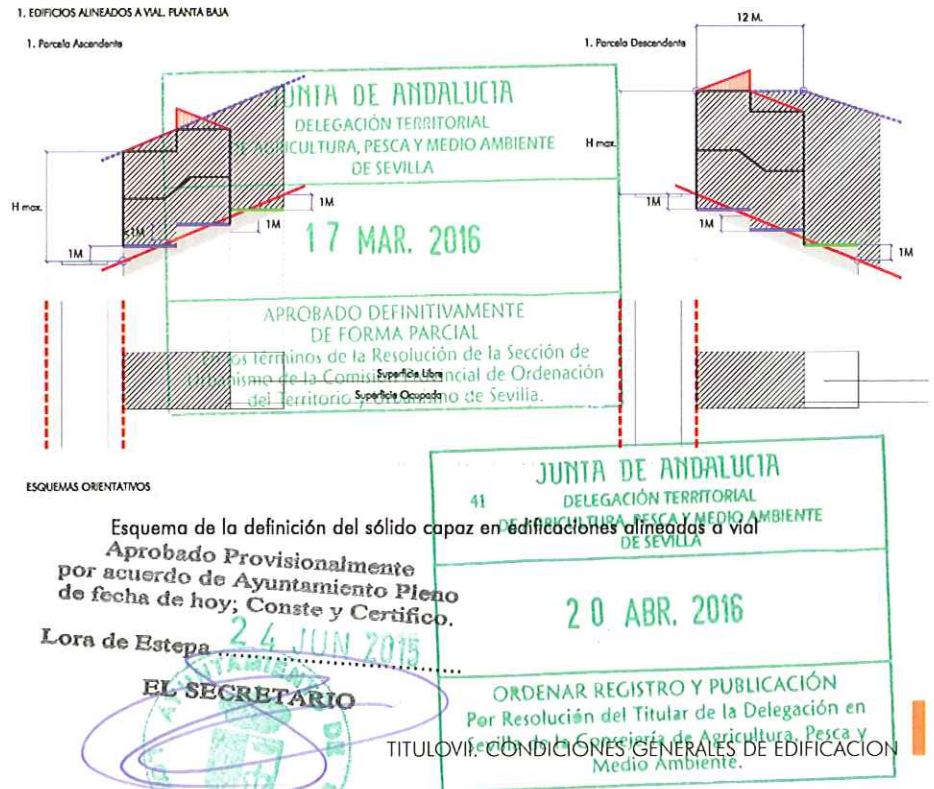 1. EDIFICIOS ALINEADOS A VIAL. PLANTA BAJA
1. Parcela Ascendente
H max.
1M
<1M
1M
1M
12 M.
1. Parcela Descendente
H max.
1M
1M
1M
JUNTA DE ANDALUCIA
DELEGACIÓN TERRITORIAL
DE AGRICULTURA, PESCA Y MEDIO AMBIENTE
DE SEVILLA
17 MAR. 2016
APROBADO DEFINITIVAMENTE
DE FORMA PARCIAL
En los términos de la Resolución de la Sección de
Urbanismo de la Comisión Provincial de Ordenación
del Territorio y Urbanismo de Sevilla.
Superficie Libre
Superficie Ocupada
ESQUEMAS ORIENTATIVOS
41
Esquema de la definición del sólido capaz en edificaciones alineadas a vial
JUNTA DE ANDALUCIA
DELEGACIÓN TERRITORIAL
DE AGRICULTURA, PESCA Y MEDIO AMBIENTE
DE SEVILLA
20 ABR. 2016
ORDENAR REGISTRO Y PUBLICACIÓN
Por Resolución del Titular de la Delegación en
Sevilla de la Consejería de Agricultura, Pesca y
Medio Ambiente.
Aprobado Provisionalmente
por acuerdo de Ayuntamiento Pleno
de fecha de hoy; Conste y Certifico.
Lora de Estepa 24 JUN 2015
EL SECRETARIO
AYUNTAMIENTO DE
TITULOVII. CONDICIONES GENERALES DE EDIFICACION